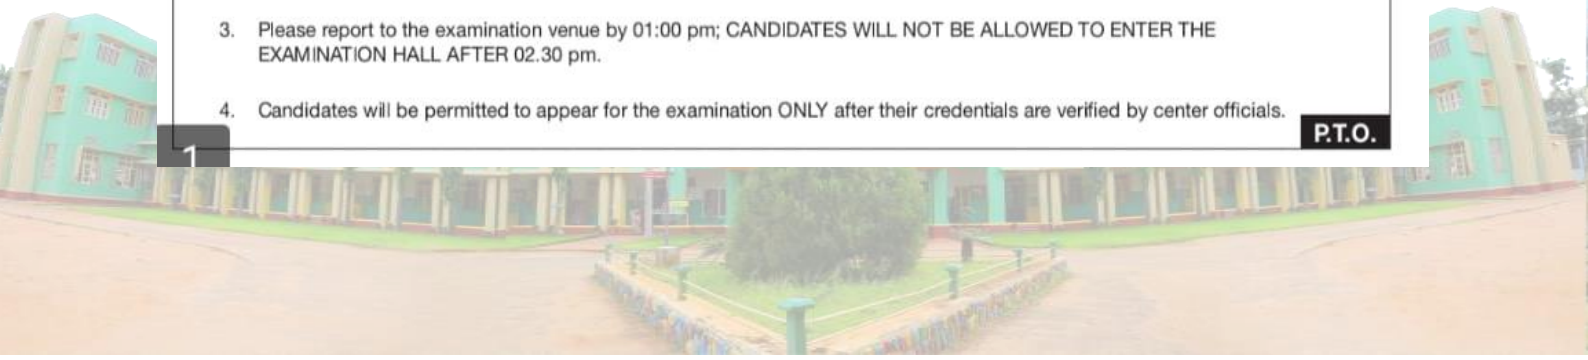 3. Please report to the examination venue by 01:00 pm; CANDIDATES WILL NOT BE ALLOWED TO ENTER THE
EXAMINATION HALL AFTER 02.30 pm.
4. Candidates will be permitted to appear for the examination ONLY after their credentials are verified by center officials.
P.T.O.
1